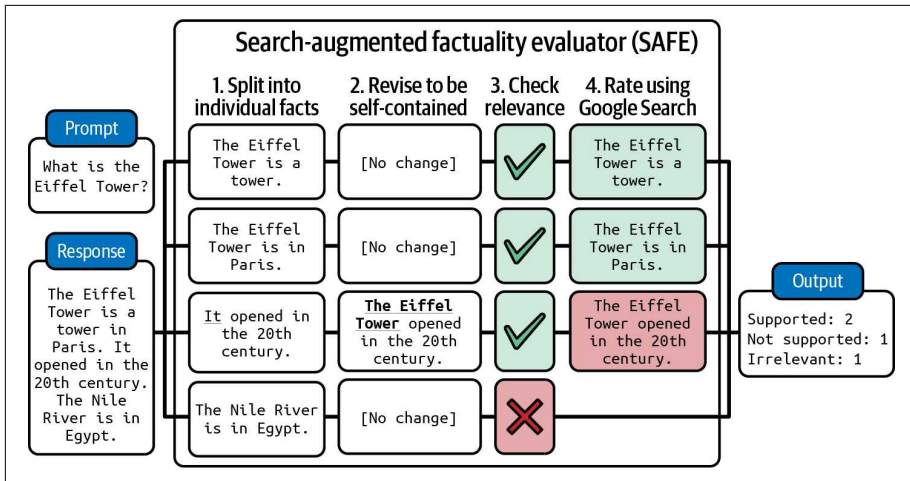 Search-augmented factuality evaluator (SAFE)
1. Split into
individual facts
2. Revise to be
self-contained
3. Check
relevance
4. Rate using
Google Search
Prompt
What is the
Eiffel Tower?
Response
The Eiffel
Tower is a
tower in
Paris. It
opened in the
20th century.
The Nile
River is in
Egypt.
The Eiffel
Tower is a
tower.
[No change]
The Eiffel
Tower is a
tower.
The Eiffel
Tower is in
Paris.
[No change]
The Eiffel
Tower is in
Paris.
It opened in
the 20th
century.
The Eiffel
Tower opened
in the 20th
century.
The Eiffel
Tower opened
in the 20th
century.
The Nile River
is in Egypt.
[No change]
Output
Supported: 2
Not supported: 1
Irrelevant: 1